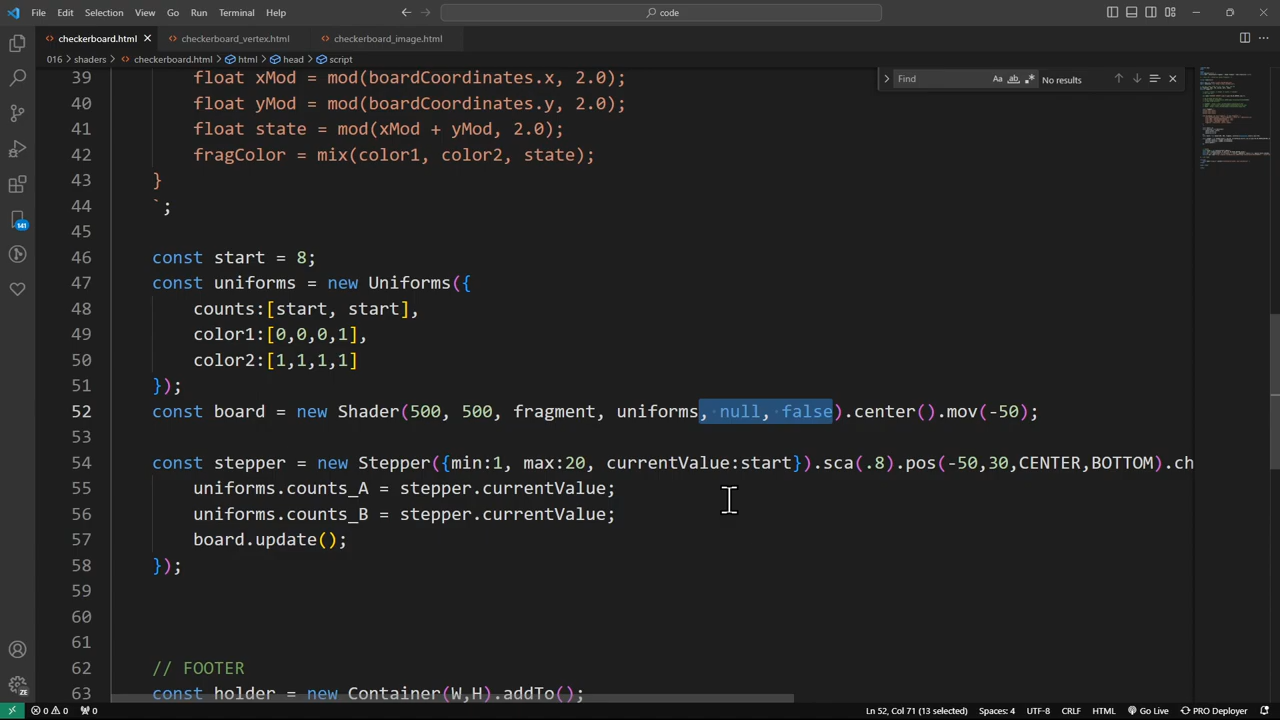 File Edit Selection View Go Run Terminal Help
code
checkerboard.html
checkerboard_vertex.html
checkerboard_image.html
016 > shaders > checkerboard.html > html > head > script
Find
Aa ab .* No results
39 float xMod = mod(boardCoordinates.x, 2.0);
40 float yMod = mod(boardCoordinates.y, 2.0);
41 float state = mod(xMod + yMod, 2.0);
42 fragColor = mix(color1, color2, state);
43 }
44 `;
45
46 const start = 8;
47 const uniforms = new Uniforms({
48 counts:[start, start],
49 color1:[0,0,0,1],
50 color2:[1,1,1,1]
51 });
52 const board = new Shader(500, 500, fragment, uniforms, null, false).center().mov(-50);
53
54 const stepper = new Stepper({min:1, max:20, currentValue:start}).sca(.8).pos(-50,30,CENTER,BOTTOM).ch
55 uniforms.counts_A = stepper.currentValue;
56 uniforms.counts_B = stepper.currentValue;
57 board.update();
58 });
59
60
61
62 // FOOTER
63 const holder = new Container(W,H).addTo();
141
ZE
0 0 0 Ln 52, Col 71 (13 selected) Spaces: 4 UTF-8 CRLF HTML Go Live PRO Deployer